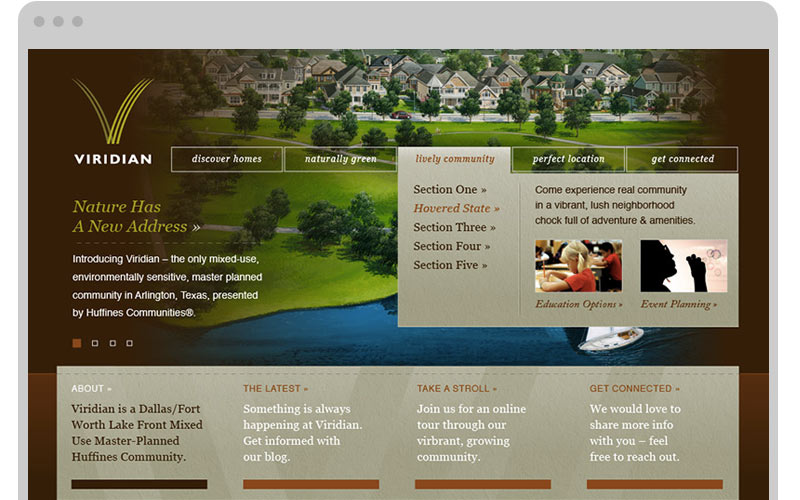 VIRIDIAN
discover homes
naturally green
lively community
perfect location
get connected
Nature Has
A New Address »
Introducing Viridian – the only mixed-use,
environmentally sensitive, master planned
community in Arlington, Texas, presented
by Huffines Communities®.
Section One »
Hovered State »
Section Three »
Section Four »
Section Five »
Come experience real community
in a vibrant, lush neighborhood
chock full of adventure & amenities.
Education Options »
Event Planning »
ABOUT »
Viridian is a Dallas/Fort
Worth Lake Front Mixed
Use Master-Planned
Huffines Community.
THE LATEST »
Something is always
happening at Viridian.
Get informed with
our blog.
TAKE A STROLL »
Join us for an online
tour through our
virbrant, growing
community.
GET CONNECTED »
We would love to
share more info
with you – feel
free to reach out.